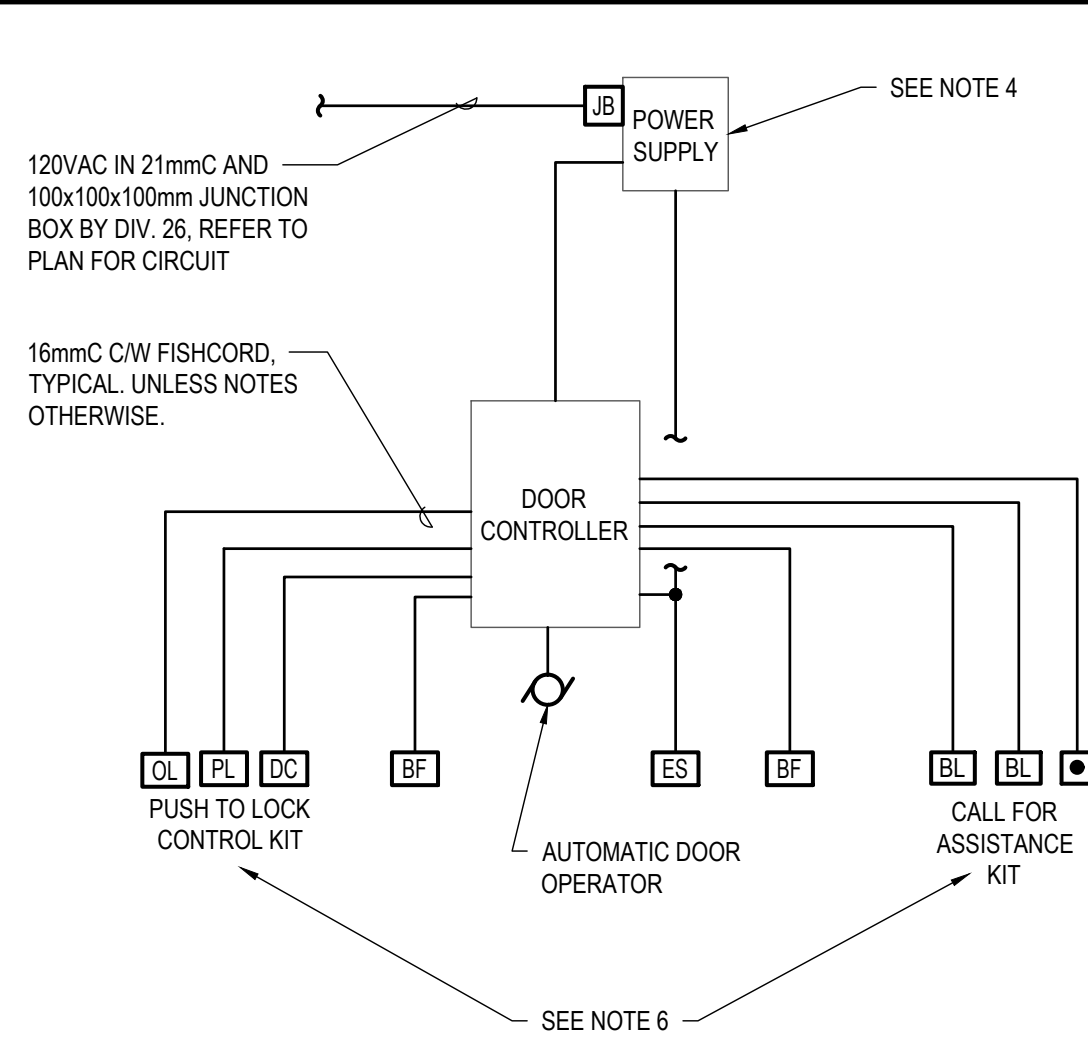 SEE NOTE 4
JB
POWER
SUPPLY
120VAC IN 21mmC AND
100x100x100mm JUNCTION
BOX BY DIV. 26, REFER TO
PLAN FOR CIRCUIT
16mmC C/W FISHCORD,
TYPICAL. UNLESS NOTES
OTHERWISE.
DOOR
CONTROLLER
OL PL DC BF ES BF BL BL
PUSH TO LOCK
CONTROL KIT
CALL FOR
ASSISTANCE
KIT
AUTOMATIC DOOR
OPERATOR
SEE NOTE 6